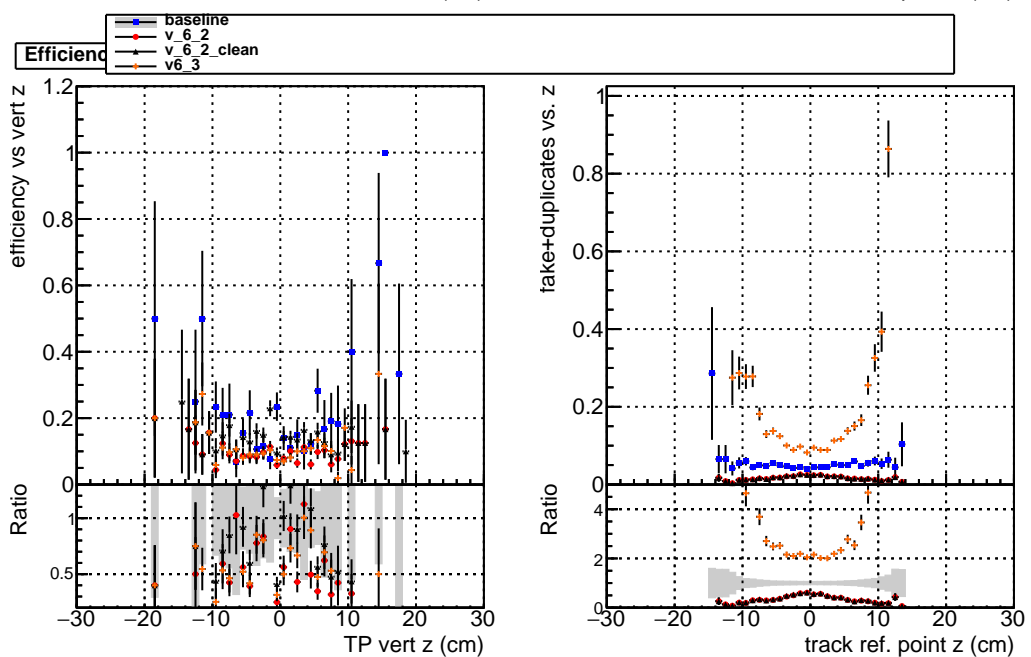 baseline
v_6_2
v_6_2_clean
v6_3
Efficienc
efficiency vs vert z
1.2
1
0.8
0.6
0.4
0.2
0
Ratio
1
0.5
−30 −20 −10 0 10 20 30
TP vert z (cm)
fake+duplicates vs. z
1
0.8
0.6
0.4
0.2
0
Ratio
4
2
0
−30 −20 −10 0 10 20 30
track ref. point z (cm)